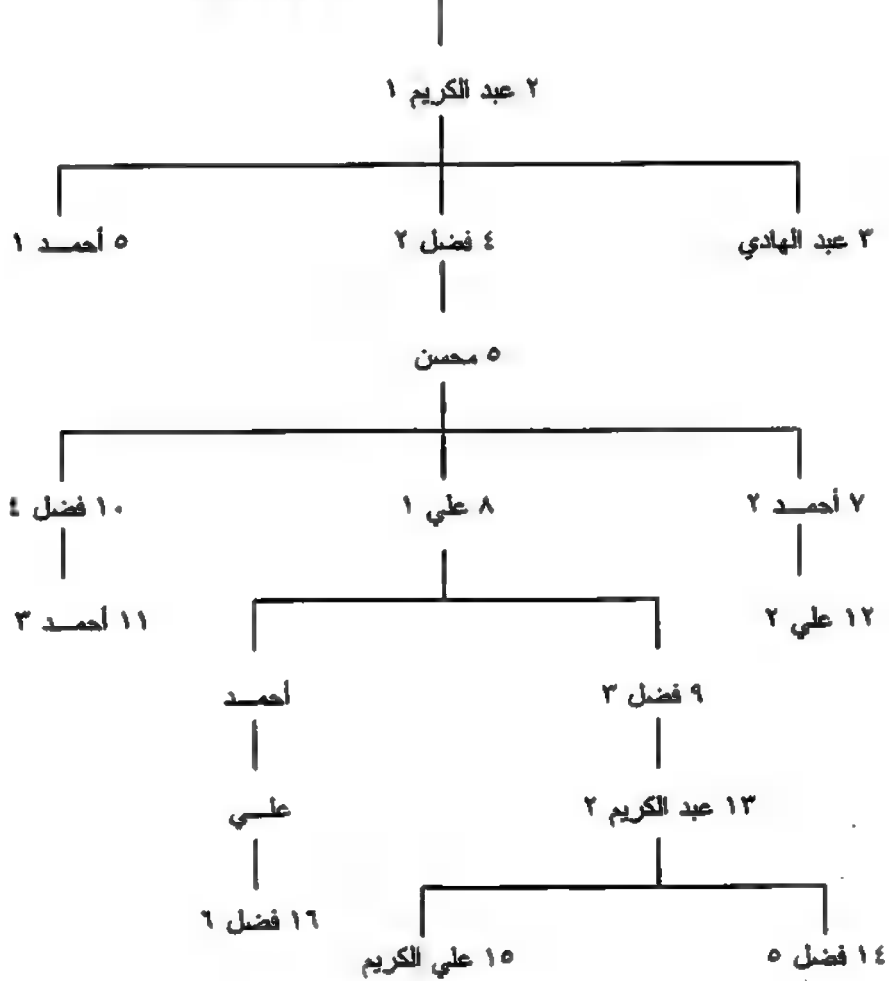 ٢ عبد الكريم ١
٣ عبد الهادي
٤ فضل ٢
٥ أحمـد ١
٥ محسن
٧ أحمـد ٢
٨ علي ١
١٠ فضل ٤
١٢ علي ٢
١١ أحمـد ٣
٩ فضل ٣
أحمـد
١٣ عبد الكريم ٢
علـي
١٦ فضل ٦
١٤ فضل ٥
١٥ علي الكريم